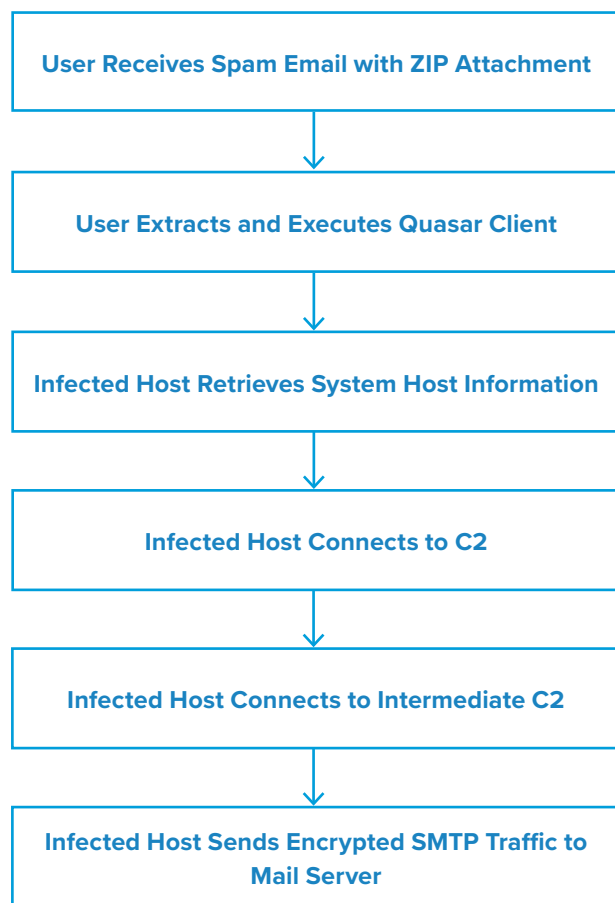 User Receives Spam Email with ZIP Attachment
User Extracts and Executes Quasar Client
Infected Host Retrieves System Host Information
Infected Host Connects to C2
Infected Host Connects to Intermediate C2
Infected Host Sends Encrypted SMTP Traffic to
Mail Server